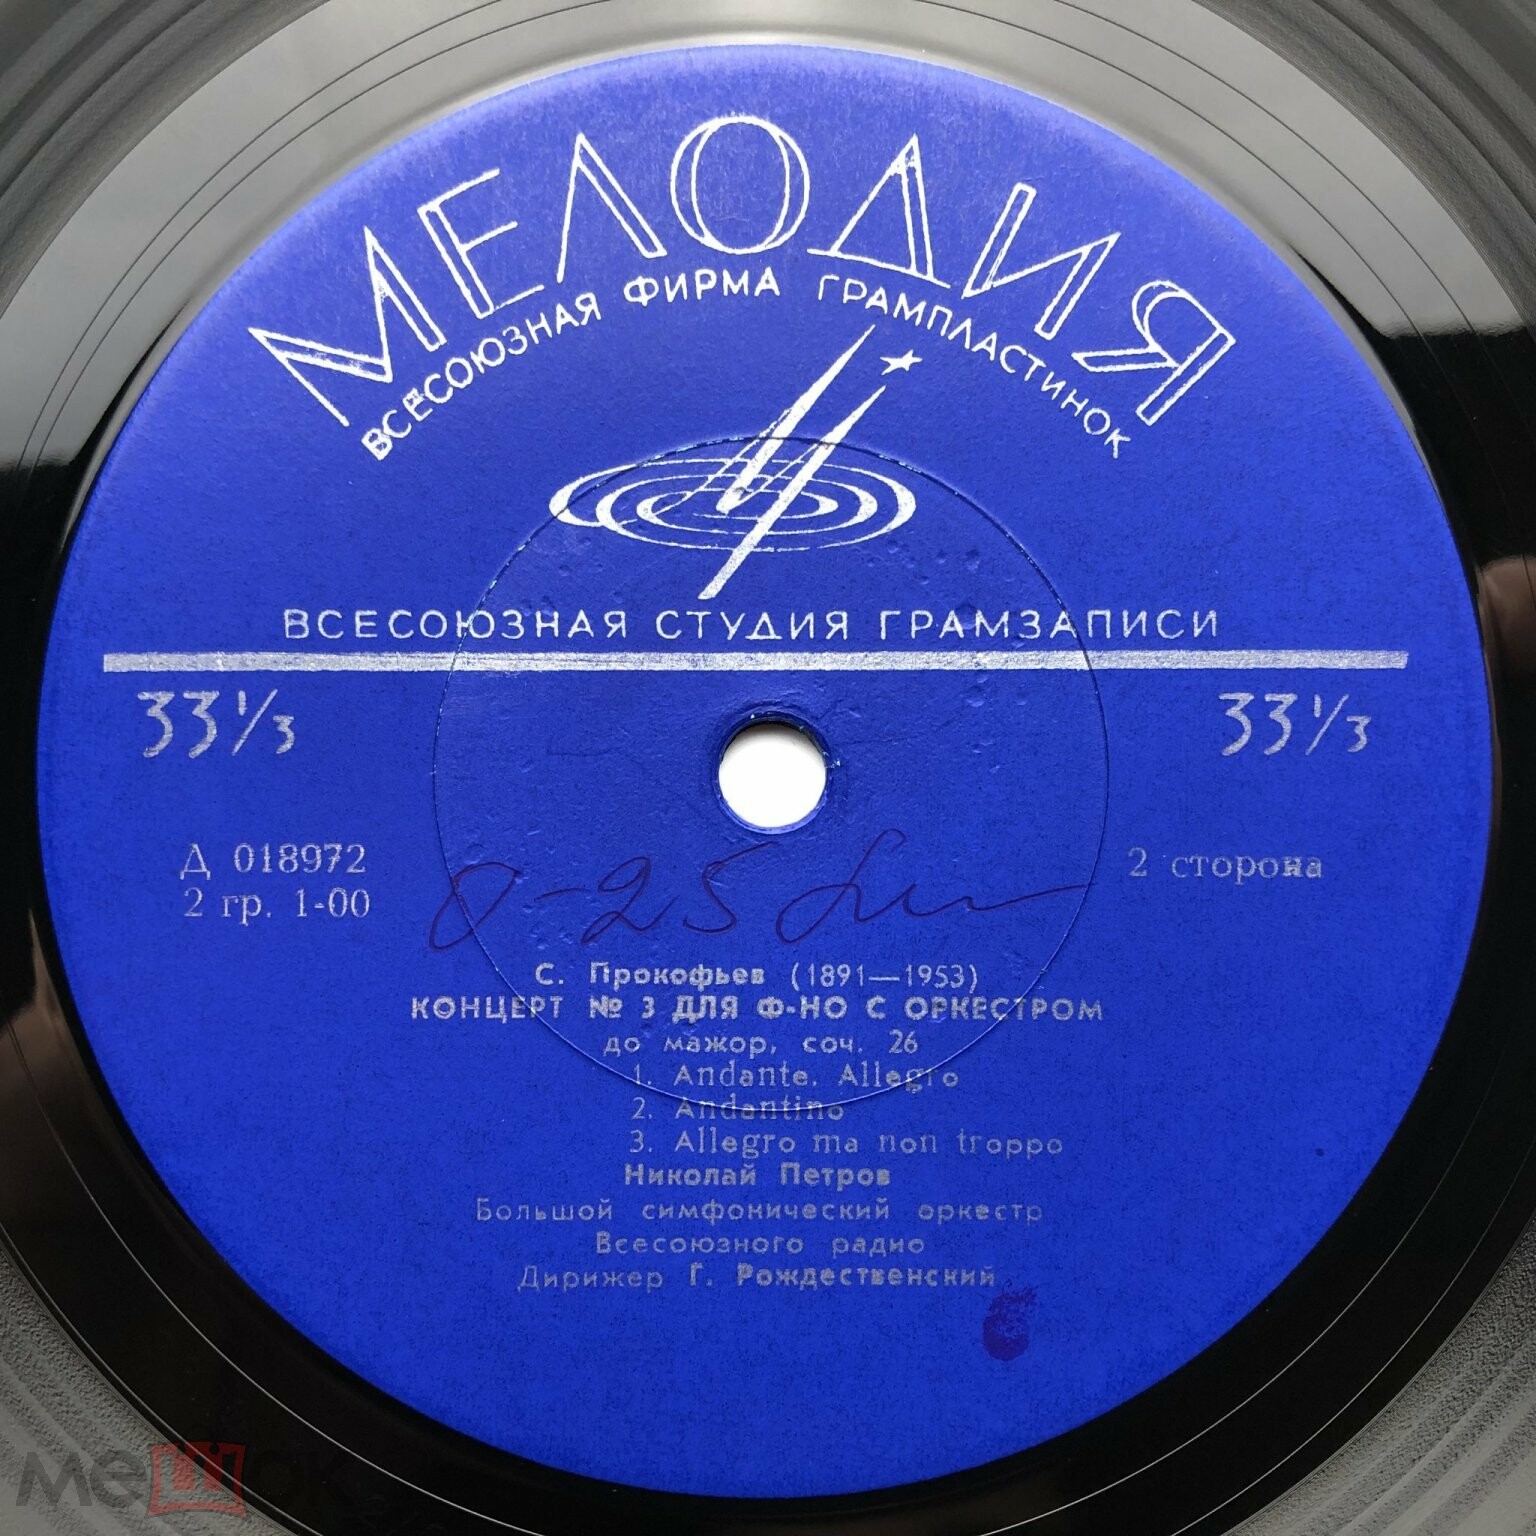 МЕЛОДИЯ
ВСЕСОЮЗНАЯ ФИРМА ГРАМПЛАСТИНОК
ВСЕСОЮЗНАЯ СТУДИЯ ГРАМЗАПИСИ
33⅓ 33⅓
Д 018972
2 гр. 1-00
2 сторона
0-25
С. Прокофьев (1891—1953)
КОНЦЕРТ № 3 ДЛЯ Ф-НО С ОРКЕСТРОМ
до мажор, соч. 26
1. Andante. Allegro
2. Andantino
3. Allegro ma non troppo
Николай Петров
Большой симфонический оркестр
Всесоюзного радио
Дирижер Г. Рождественский
мешок